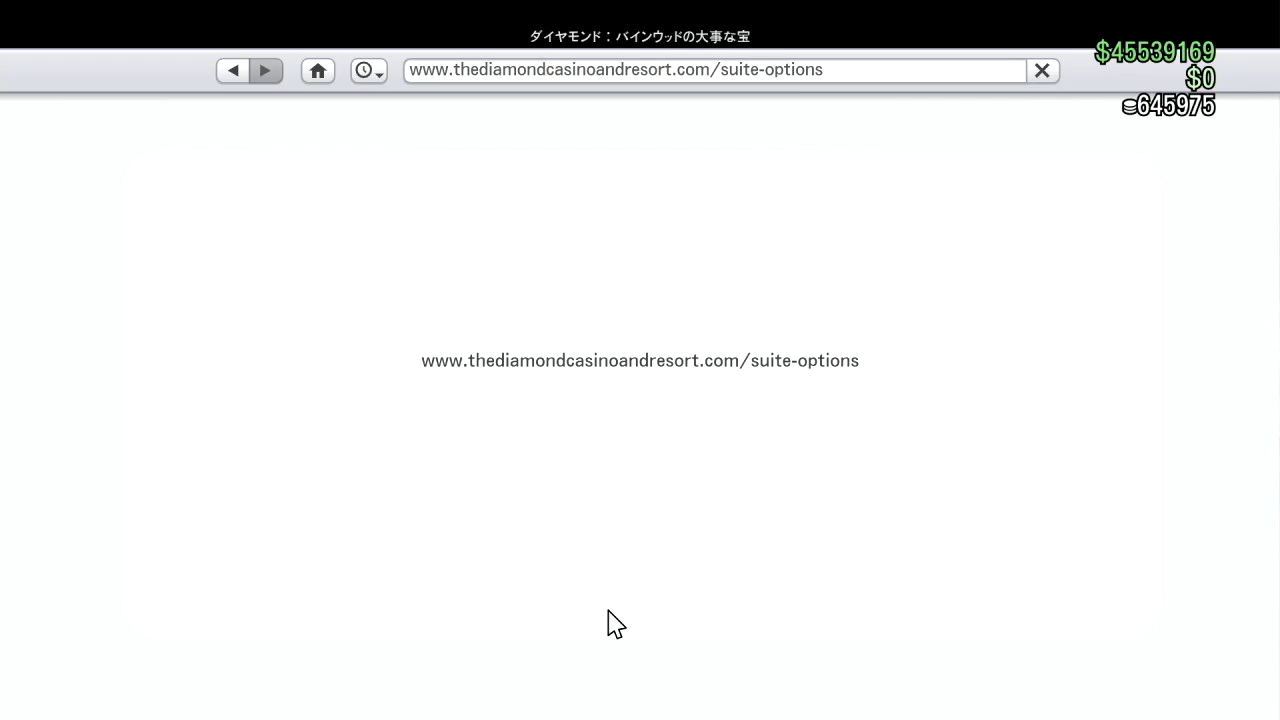 ダイヤモンド：バインウッドの大事な宝
$45539169
www.thediamondcasinoandresort.com/suite-options
$0
645975
www.thediamondcasinoandresort.com/suite-options